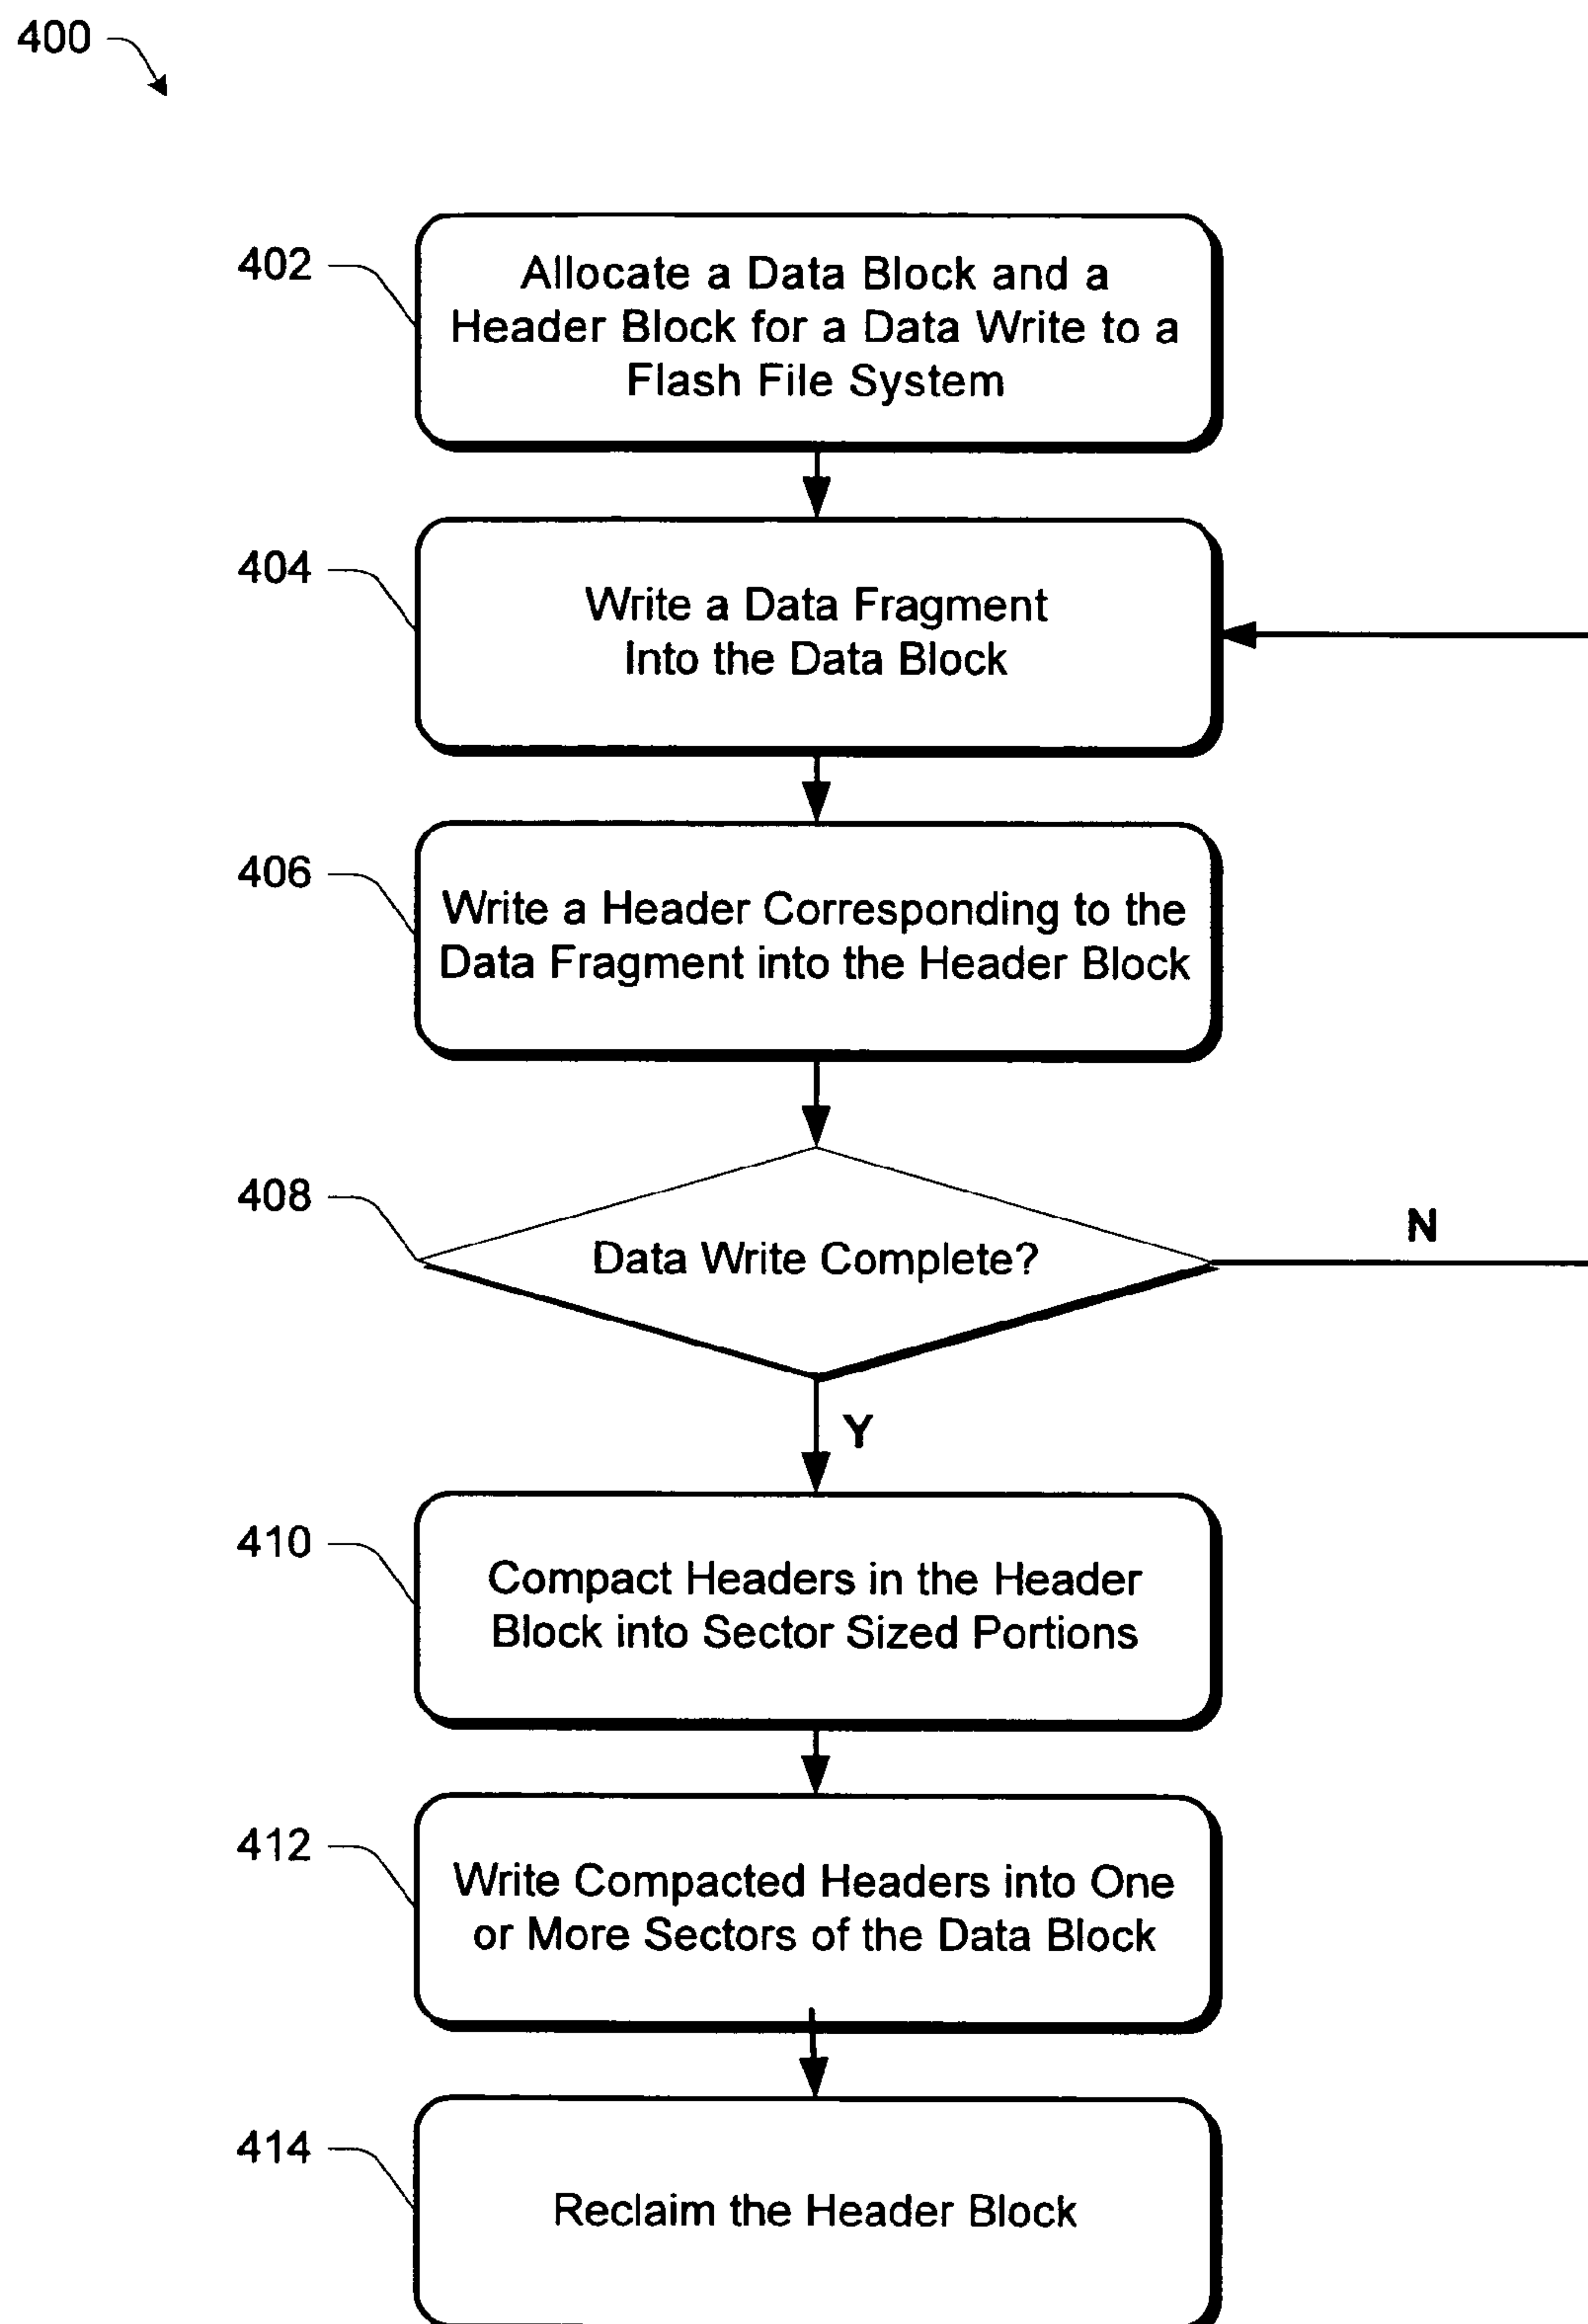 400
402
Allocate a Data Block and a
Header Block for a Data Write to a
Flash File System
404
Write a Data Fragment
Into the Data Block
406
Write a Header Corresponding to the
Data Fragment into the Header Block
408
Data Write Complete?
N
Y
410
Compact Headers in the Header
Block into Sector Sized Portions
412
Write Compacted Headers into One
or More Sectors of the Data Block
414
Reclaim the Header Block